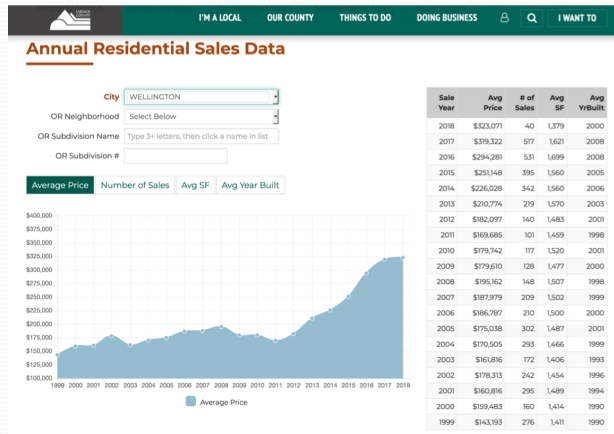 LARIMER COUNTY
I'M A LOCAL OUR COUNTY THINGS TO DO DOING BUSINESS I WANT TO
Annual Residential Sales Data
City WELLINGTON
OR Neighborhood Select Below
OR Subdivision Name Type 3+ letters, then click a name in list
OR Subdivision #
Average Price Number of Sales Avg SF Avg Year Built
$400,000
$375,000
$350,000
$325,000
$300,000
$275,000
$250,000
$225,000
$200,000
$175,000
$150,000
$125,000
$100,000
1999 2000 2001 2002 2003 2004 2005 2006 2007 2008 2009 2010 2011 2012 2013 2014 2015 2016 2017 2018
Average Price
Sale Year Avg Price # of Sales Avg SF Avg YrBuilt
2018 $323,071 40 1,379 2000
2017 $319,322 517 1,621 2008
2016 $294,281 531 1,699 2008
2015 $251,148 395 1,560 2005
2014 $226,028 342 1,560 2006
2013 $210,774 219 1,570 2003
2012 $182,097 140 1,483 2001
2011 $169,685 101 1,459 1998
2010 $179,742 117 1,520 2001
2009 $179,610 128 1,477 2000
2008 $195,162 148 1,507 1998
2007 $187,979 209 1,502 1999
2006 $186,787 210 1,500 2000
2005 $175,038 302 1,487 2001
2004 $170,505 293 1,466 1999
2003 $161,816 172 1,406 1993
2002 $178,313 242 1,454 1996
2001 $160,816 295 1,489 1994
2000 $159,483 160 1,414 1990
1999 $143,193 276 1,411 1990